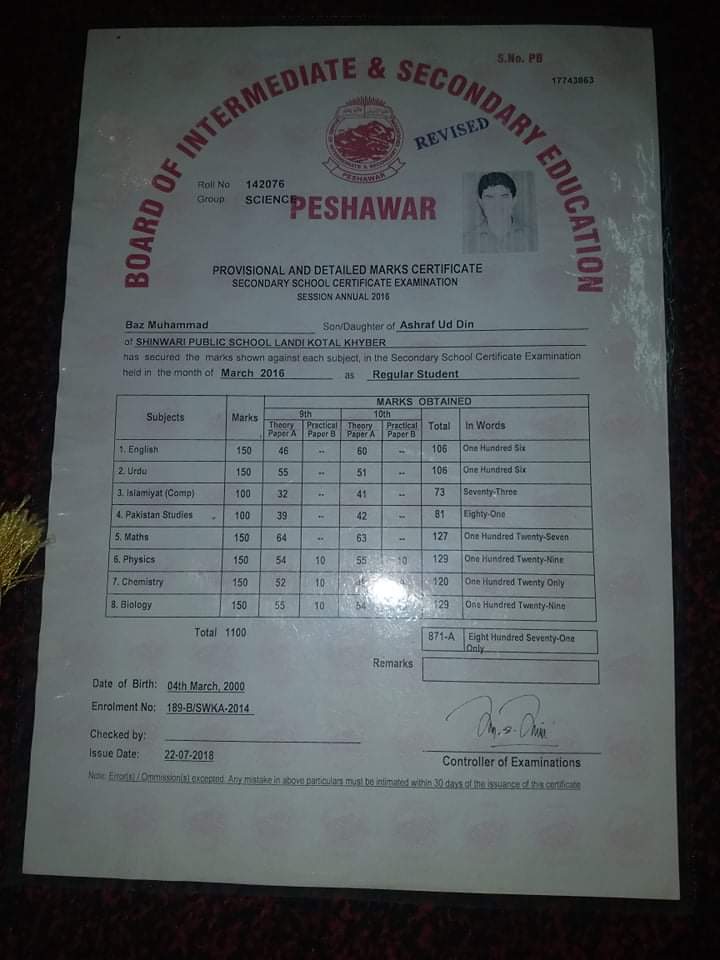 S.No. PB
17743863
BOARD OF INTERMEDIATE & SECONDARY EDUCATION
PESHAWAR
REVISED
Roll No 142076
Group SCIENCE
PESHAWAR
PROVISIONAL AND DETAILED MARKS CERTIFICATE
SECONDARY SCHOOL CERTIFICATE EXAMINATION
SESSION ANNUAL 2016
Baz Muhammad Son/Daughter of Ashraf Ud Din
of SHINWARI PUBLIC SCHOOL LANDI KOTAL KHYBER
has secured the marks shown against each subject, in the Secondary School Certificate Examination
held in the month of March 2016 as Regular Student
Subjects Marks MARKS OBTAINED
9th 10th Total In Words
Theory Paper A Practical Paper B Theory Paper A Practical Paper B
1. English 150 46 -- 60 -- 106 One Hundred Six
2. Urdu 150 55 -- 51 -- 106 One Hundred Six
3. Islamiyat (Comp) 100 32 -- 41 -- 73 Seventy-Three
4. Pakistan Studies 100 39 -- 42 -- 81 Eighty-One
5. Maths 150 64 -- 63 -- 127 One Hundred Twenty-Seven
6. Physics 150 54 10 55 10 129 One Hundred Twenty-Nine
7. Chemistry 150 52 10 120 One Hundred Twenty Only
8. Biology 150 55 10 54 129 One Hundred Twenty-Nine
Total 1100 871-A Eight Hundred Seventy-One
Only
Remarks
Date of Birth: 04th March, 2000
Enrolment No: 189-B/SWKA-2014
Checked by:
Issue Date: 22-07-2018
Controller of Examinations
Note: Error(s) / Ommission(s) excepted. Any mistake in above particulars must be intimated within 30 days of the issuance of this certificate